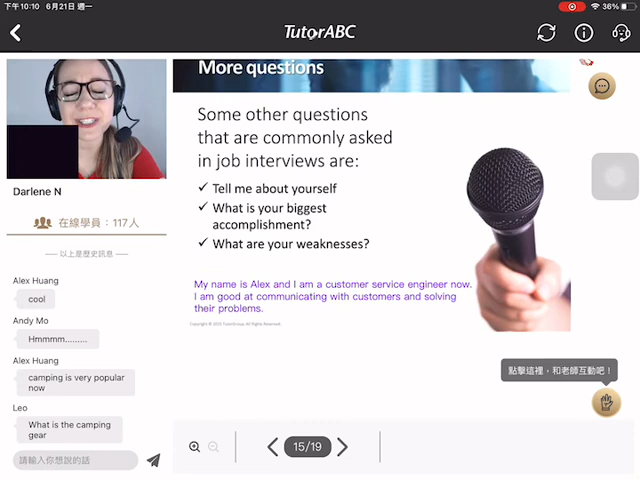 下午10:10 6月21日 週一
36%
TutorABC
More questions
Some other questions
that are commonly asked
in job interviews are:
Tell me about yourself
What is your biggest
accomplishment?
What are your weaknesses?
My name is Alex and I am a customer service engineer now.
I am good at communicating with customers and solving
their problems.
Darlene N
在線學員：117人
以上是歷史訊息
Alex Huang
cool
Andy Mo
Hmmmm.........
Alex Huang
camping is very popular
now
Leo
What is the camping
gear
請輸入你想說的話
點擊這裡，和老師互動吧！
15/19